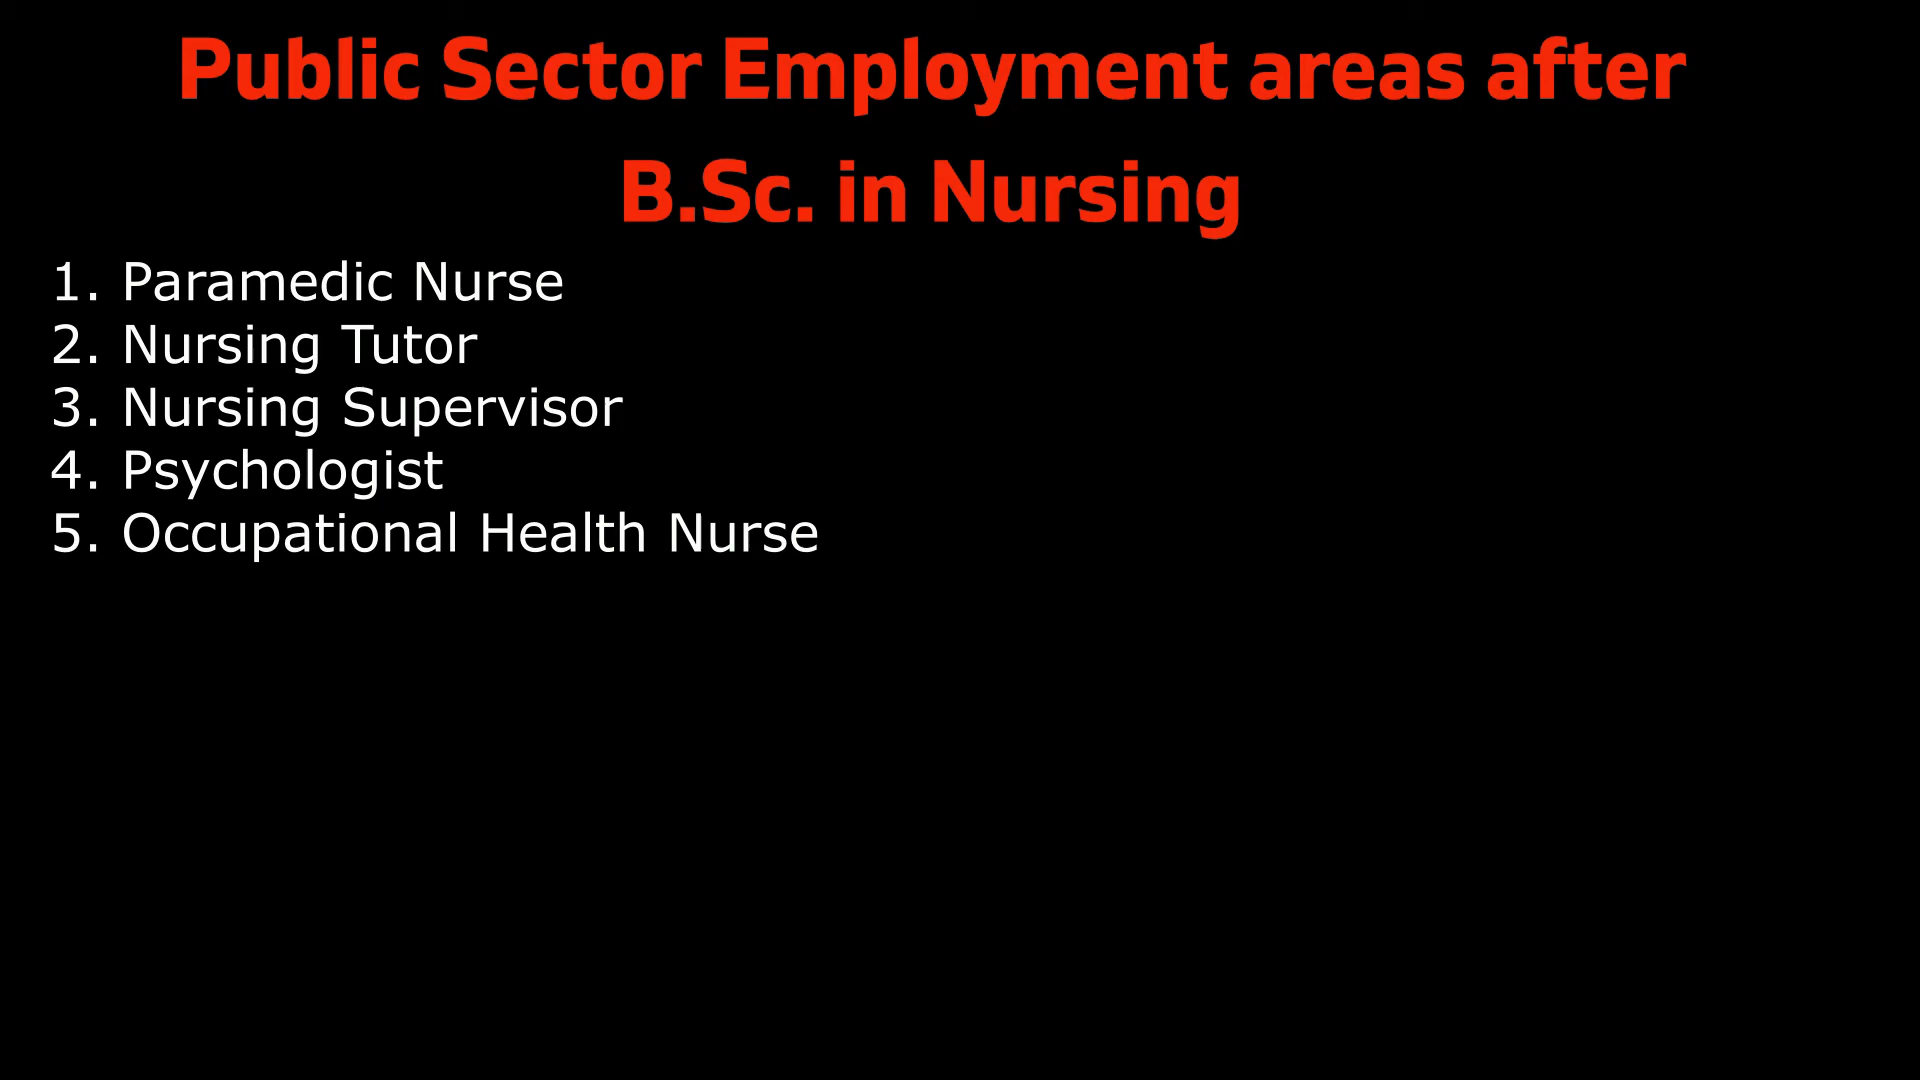 Public Sector Employment areas after
B.Sc. in Nursing
1. Paramedic Nurse
2. Nursing Tutor
3. Nursing Supervisor
4. Psychologist
5. Occupational Health Nurse